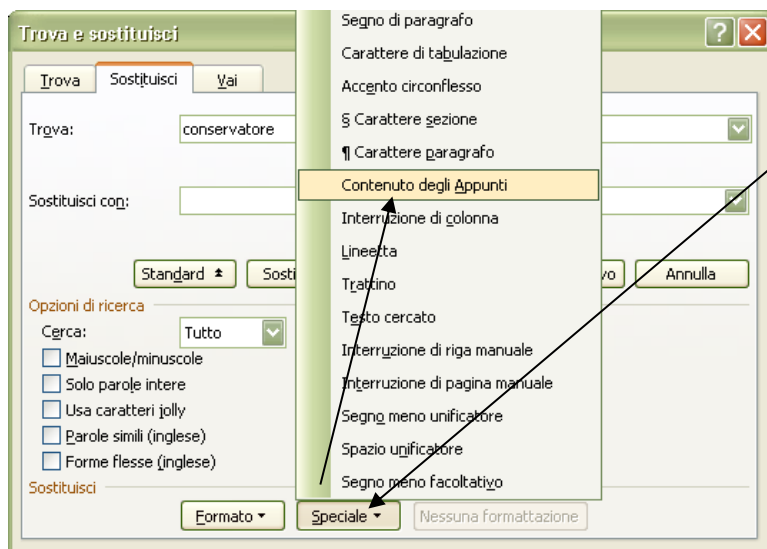 Trova e sostituisci
Trova Sostituisci Vai
Trova: conservatore
Sostituisci con:
Standard Sosti vo Annulla
Opzioni di ricerca
Cerca: Tutto
Maiuscole/minuscole
Solo parole intere
Usa caratteri jolly
Parole simili (inglese)
Forme flesse (inglese)
Sostituisci
Formato Speciale Nessuna formattazione
Segno di paragrafo
Carattere di tabulazione
Accento circonflesso
§ Carattere sezione
¶ Carattere paragrafo
Contenuto degli Appunti
Interruzione di colonna
Lineetta
Trattino
Testo cercato
Interruzione di riga manuale
Interruzione di pagina manuale
Segno meno unificatore
Spazio unificatore
Segno meno facoltativo